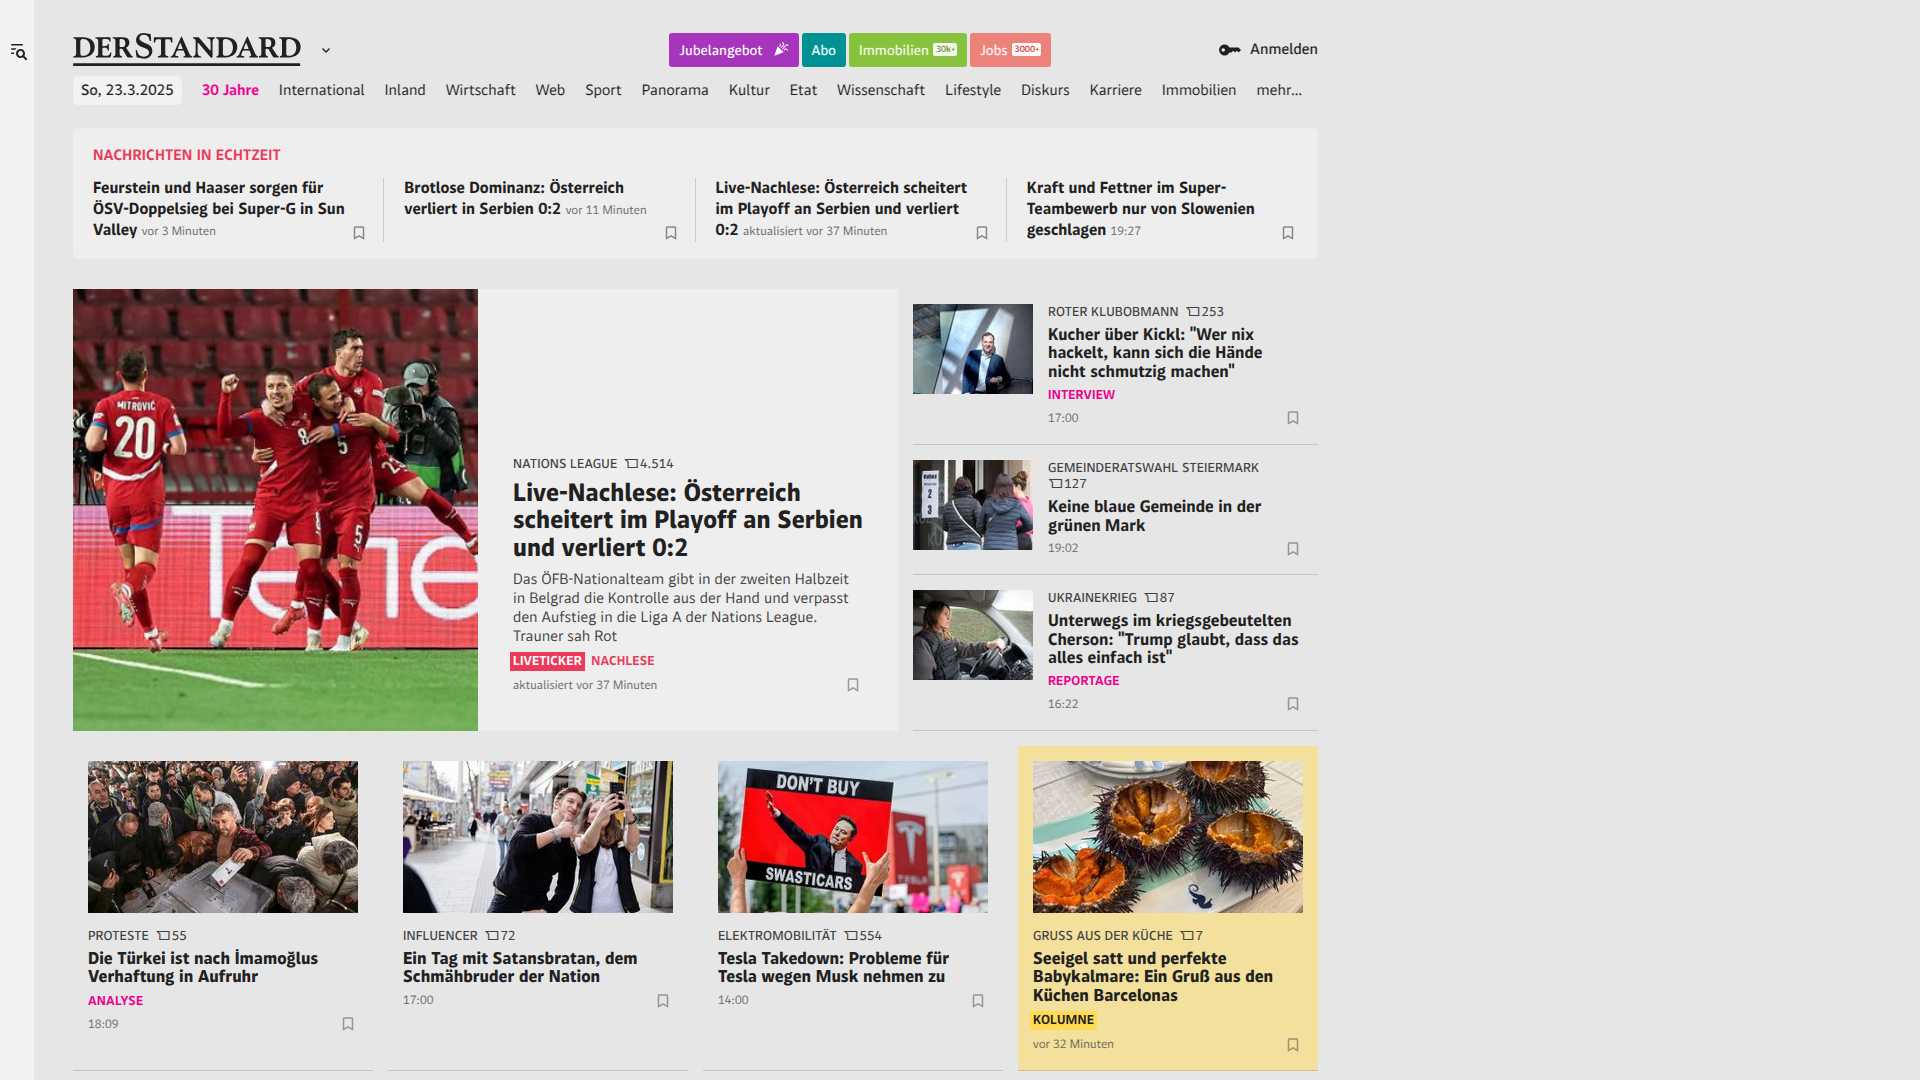 DERSTANDARD
Jubelangebot
Abo
Immobilien 30k+
Jobs 3000+
Anmelden
So, 23.3.2025 30 Jahre International Inland Wirtschaft Web Sport Panorama Kultur Etat Wissenschaft Lifestyle Diskurs Karriere Immobilien mehr...
NACHRICHTEN IN ECHTZEIT
Feurstein und Haaser sorgen für
ÖSV-Doppelsieg bei Super-G in Sun
Valley vor 3 Minuten
Brotlose Dominanz: Österreich
verliert in Serbien 0:2 vor 11 Minuten
Live-Nachlese: Österreich scheitert
im Playoff an Serbien und verliert
0:2 aktualisiert vor 37 Minuten
Kraft und Fettner im Super-
Teambewerb nur von Slowenien
geschlagen 19:27
MITROVIĆ
20
8
5
5
NATIONS LEAGUE 4.514
Live-Nachlese: Österreich
scheitert im Playoff an Serbien
und verliert 0:2
Das ÖFB-Nationalteam gibt in der zweiten Halbzeit
in Belgrad die Kontrolle aus der Hand und verpasst
den Aufstieg in die Liga A der Nations League.
Trauner sah Rot
LIVETICKER NACHLESE
aktualisiert vor 37 Minuten
ROTER KLUBOBMANN 253
Kucher über Kickl: "Wer nix
hackelt, kann sich die Hände
nicht schmutzig machen"
INTERVIEW
17:00
2
3
GEMEINDERATSWAHL STEIERMARK
127
Keine blaue Gemeinde in der
grünen Mark
19:02
UKRAINEKRIEG 87
Unterwegs im kriegsgebeutelten
Cherson: "Trump glaubt, dass das
alles einfach ist"
REPORTAGE
16:22
PROTESTE 55
Die Türkei ist nach İmamoğlus
Verhaftung in Aufruhr
ANALYSE
18:09
INFLUENCER 72
Ein Tag mit Satansbratan, dem
Schmähbruder der Nation
17:00
DON'T BUY
SWASTICARS
ELEKTROMOBILITÄT 554
Tesla Takedown: Probleme für
Tesla wegen Musk nehmen zu
14:00
GRUSS AUS DER KÜCHE 7
Seeigel satt und perfekte
Babykalmare: Ein Gruß aus den
Küchen Barcelonas
KOLUMNE
vor 32 Minuten